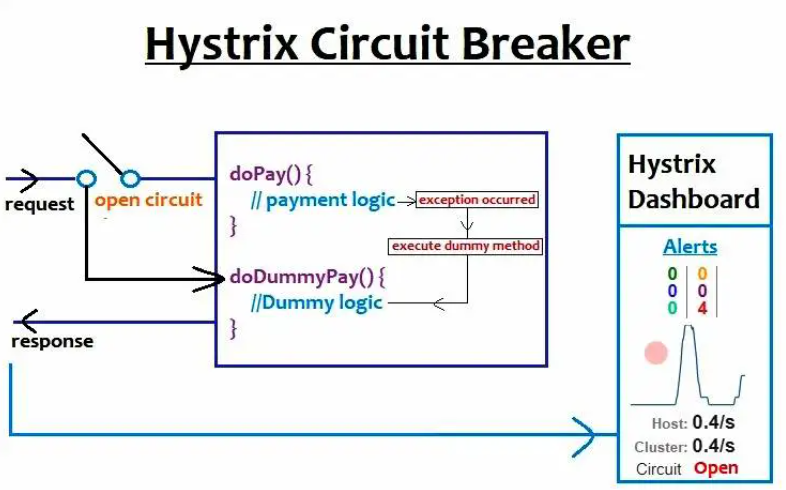 Hystrix Circuit Breaker
request
open circuit
response
doPay() {
// payment logic
exception occurred
}
execute dummy method
doDummyPay() {
//Dummy logic
}
Hystrix
Dashboard
Alerts
0 0
0 0
0 4
Host: 0.4/s
Cluster: 0.4/s
Circuit Open